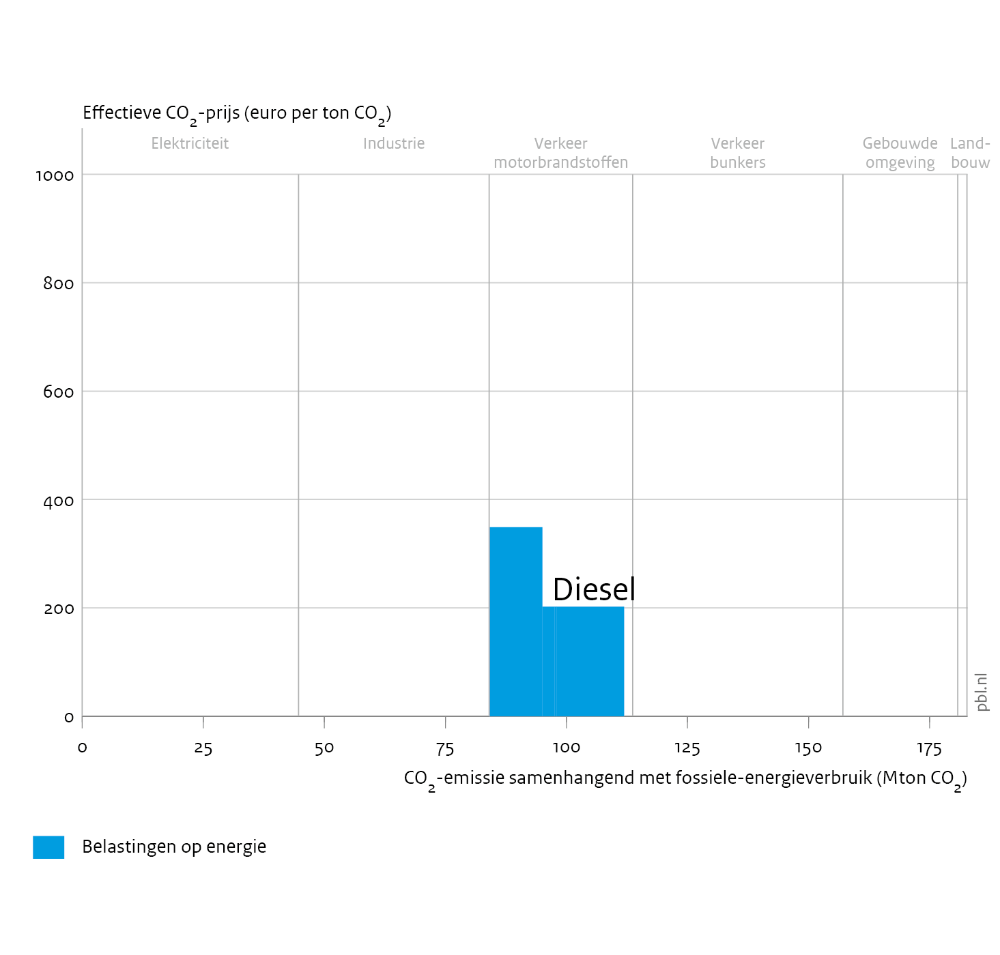 Effectieve CO₂-prijs (euro per ton CO₂)
Elektriciteit Industrie Verkeer Verkeer Gebouwde Land-
motorbrandstoffen bunkers omgeving bouw
1000
800
600
400
Diesel
200
0
pbl.nl
0 25 50 75 100 125 150 175
CO₂-emissie samenhangend met fossiele-energieverbruik (Mton CO₂)
Belastingen op energie